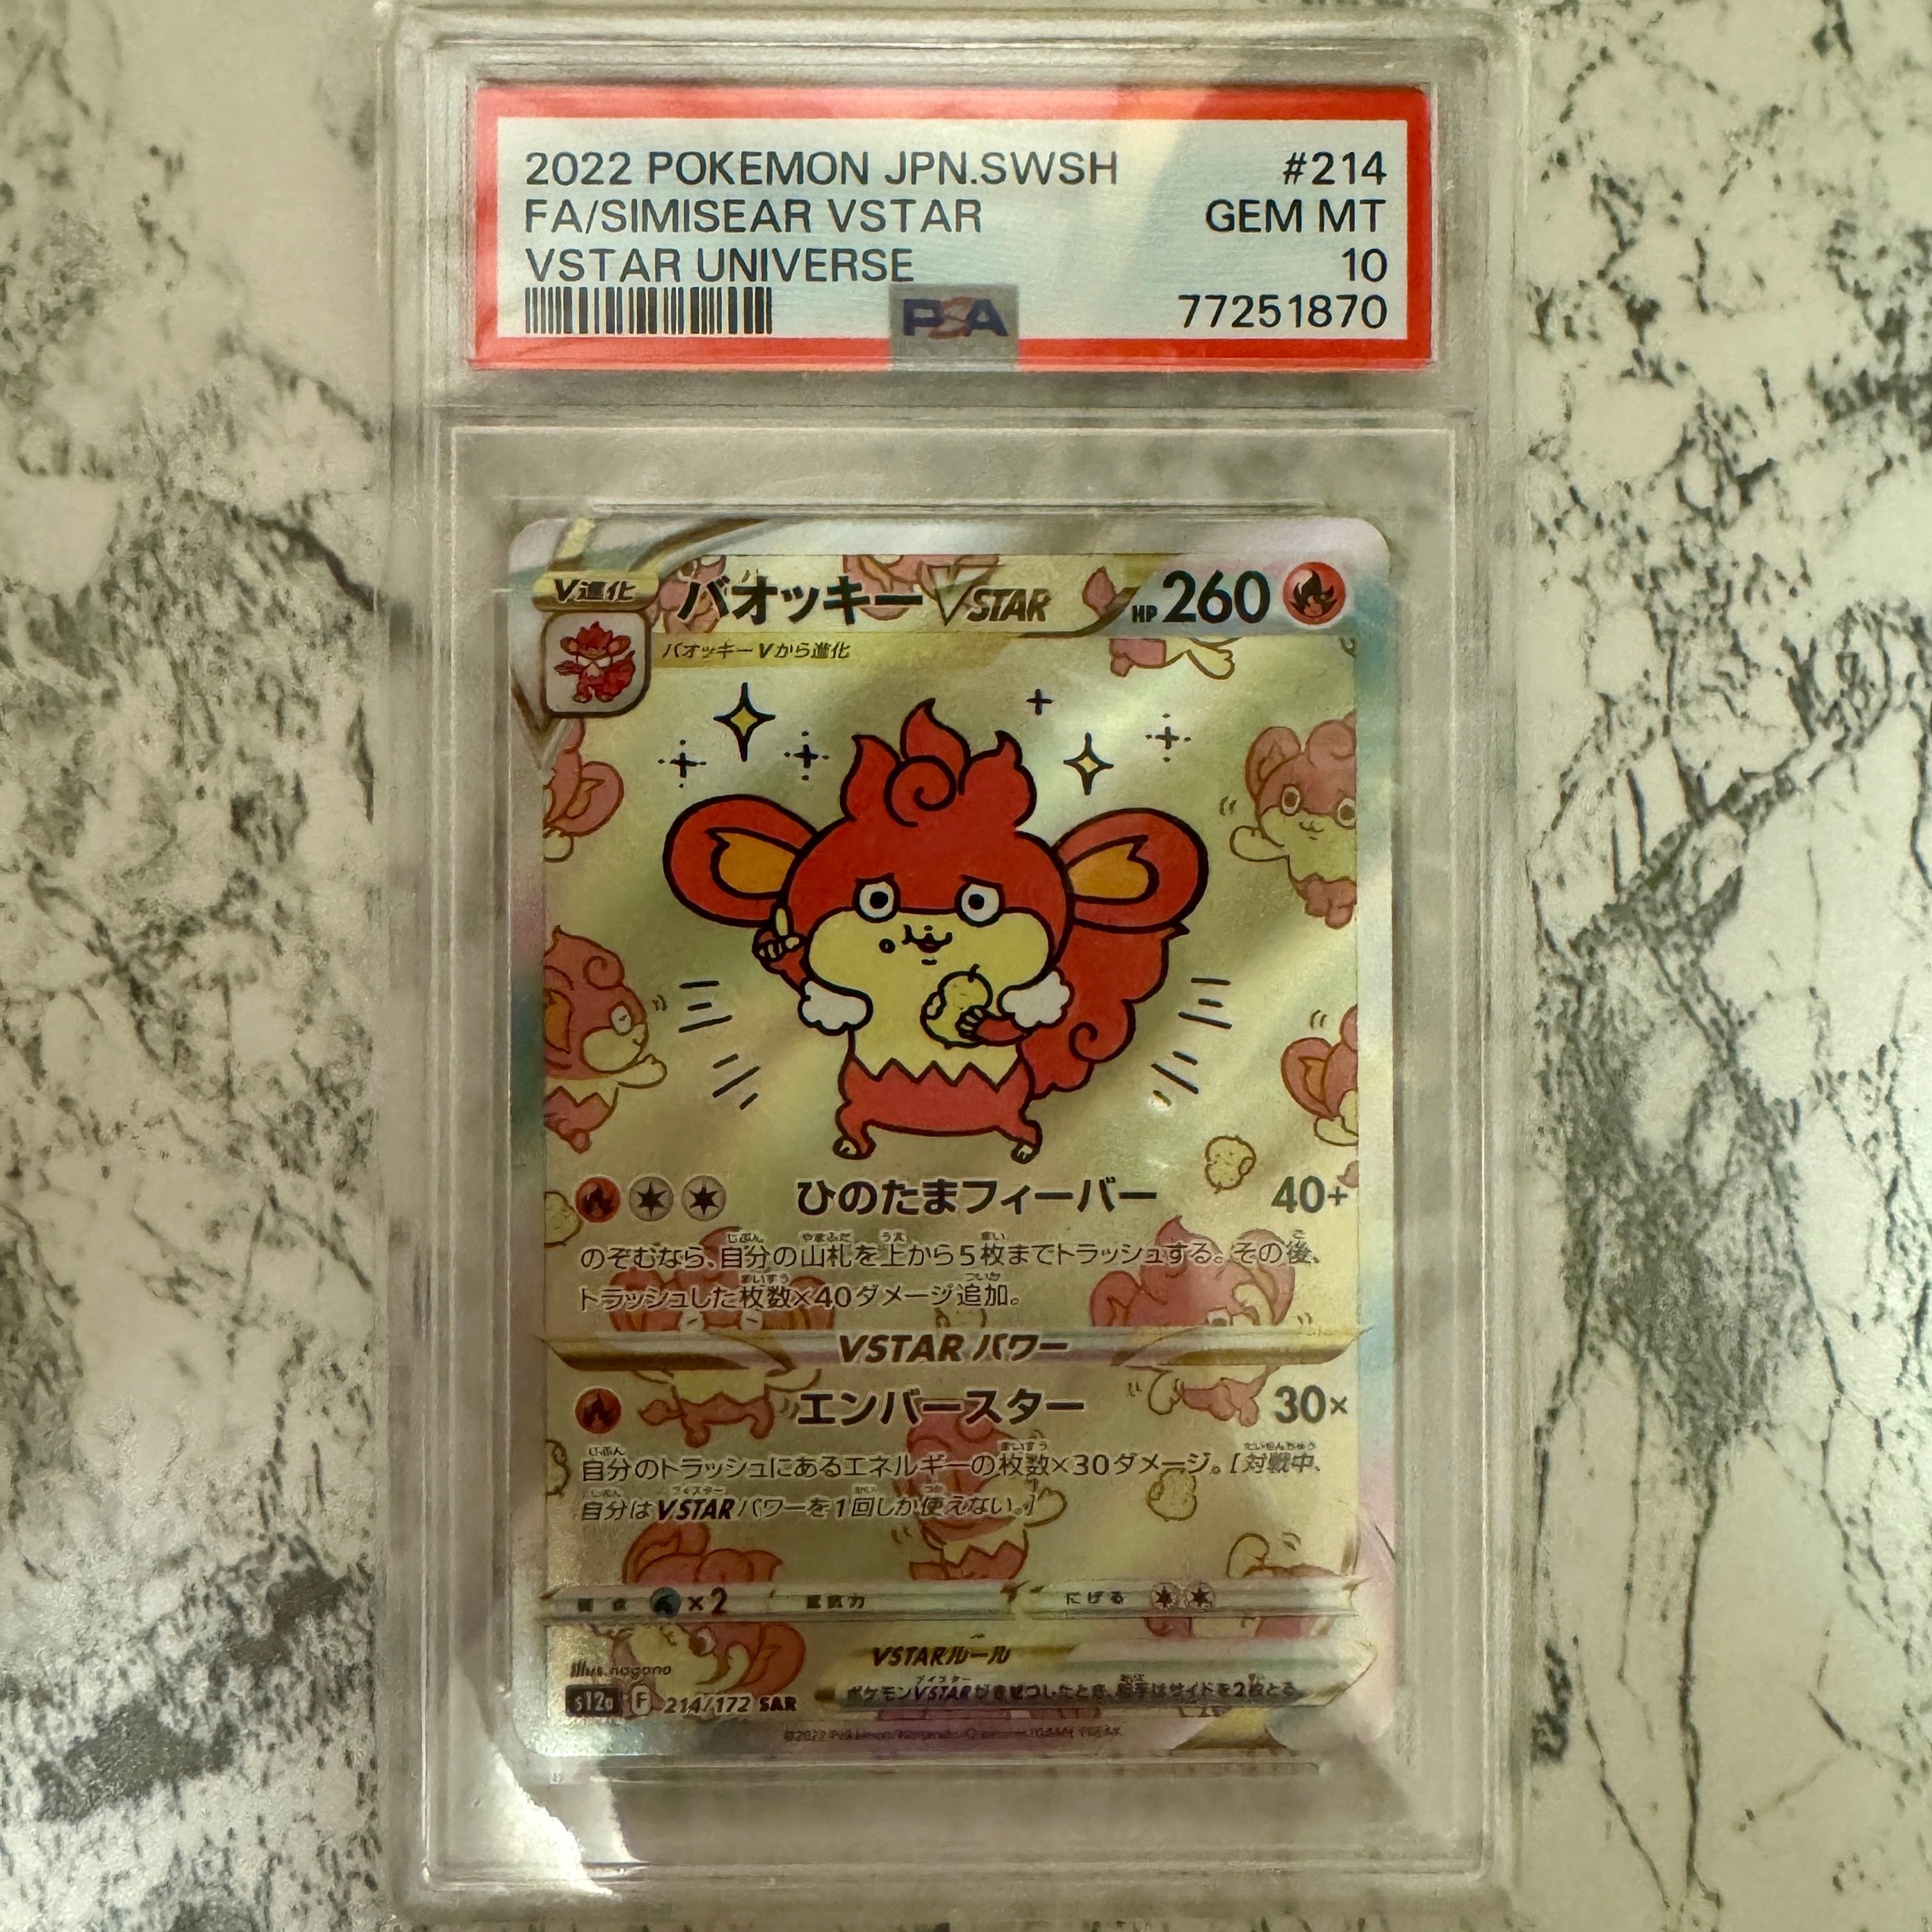 2022 POKEMON JPN.SWSH #214
FA/SIMISEAR VSTAR GEM MT
VSTAR UNIVERSE 10
PSA 77251870
V進化 バオッキー VSTAR HP 260
バオッキーVから進化
ひのたまフィーバー 40+
のぞむなら、自分の山札を上から5枚までトラッシュする。その後、
トラッシュした枚数×40ダメージ追加。
VSTARパワー
エンバースター 30×
自分のトラッシュにあるエネルギーの枚数×30ダメージ。[対戦中、
自分はVSTARパワーを1回しか使えない。]
弱点 ×2 抵抗力 にげる
VSTARルール
Illus. nagano
ポケモンVSTARがきぜつしたとき、相手はサイドを2枚とる。
s12a F 214/172 SAR